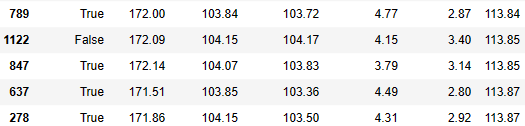 789 True 172.00 103.84 103.72 4.77 2.87 113.84
1122 False 172.09 104.15 104.17 4.15 3.40 113.85
847 True 172.14 104.07 103.83 3.79 3.14 113.85
637 True 171.51 103.85 103.36 4.49 2.80 113.87
278 True 171.86 104.15 103.50 4.31 2.92 113.87